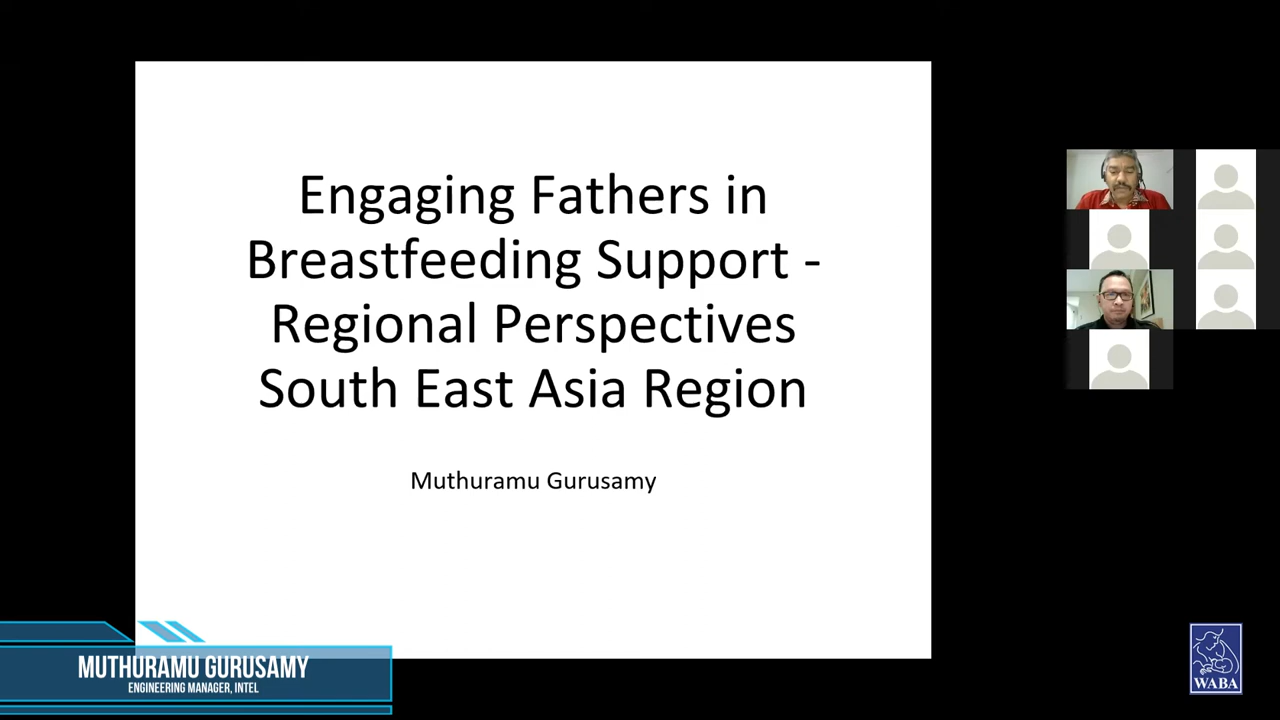 Engaging Fathers in
Breastfeeding Support -
Regional Perspectives
South East Asia Region
Muthuramu Gurusamy
MUTHURAMU GURUSAMY
ENGINEERING MANAGER, INTEL
WABA